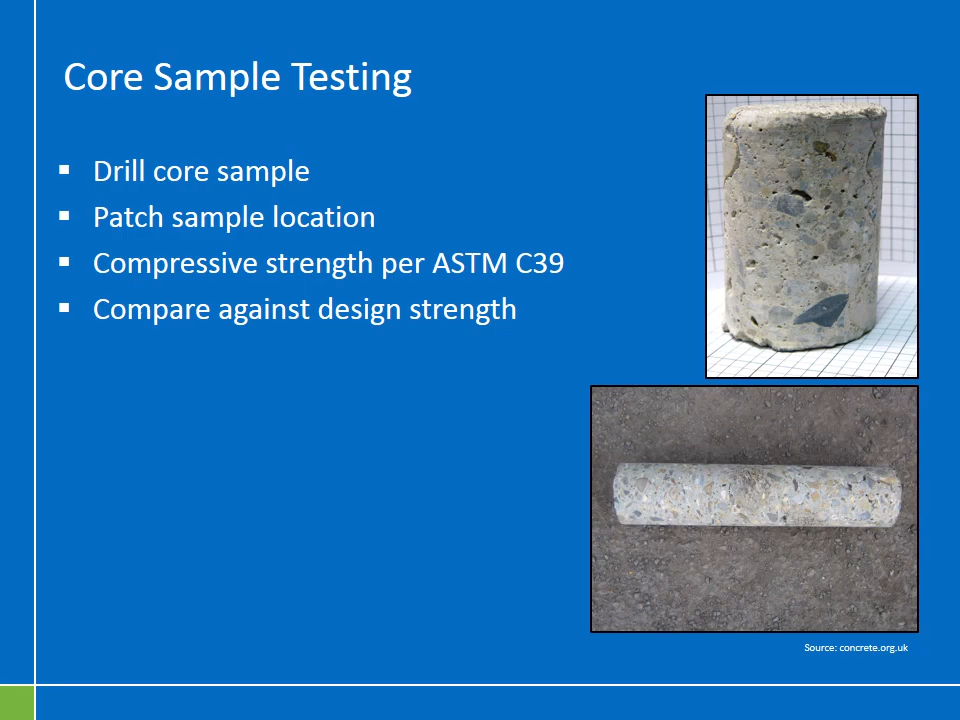 Core Sample Testing
▪ Drill core sample
▪ Patch sample location
▪ Compressive strength per ASTM C39
▪ Compare against design strength
Source: concrete.org.uk